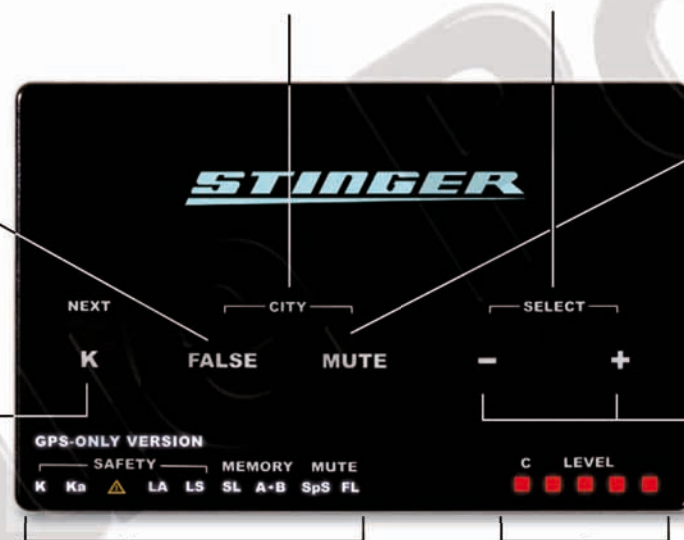 STINGER
NEXT CITY SELECT
K FALSE MUTE - +
GPS-ONLY VERSION
SAFETY MEMORY MUTE C LEVEL
K Ka ⚠ LA LS SL A•B SpS FL